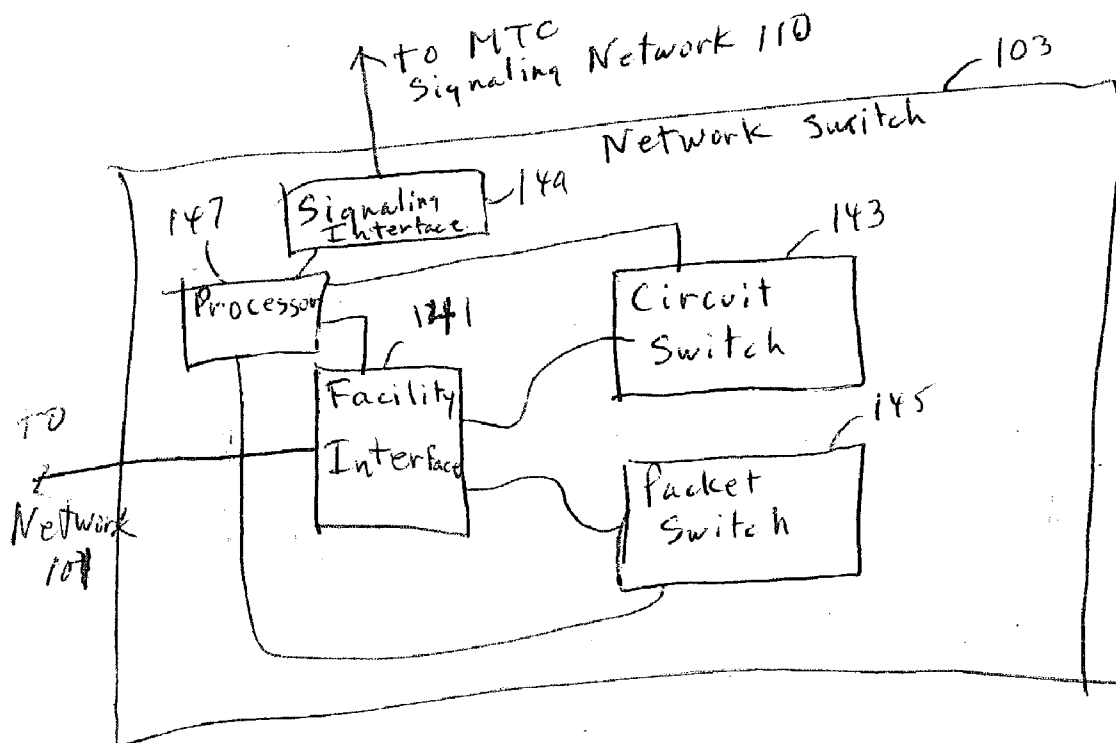 to MTC
Signaling Network 110
103
Network Switch
149
Signaling
Interface
147
143
Processor
Circuit
Switch
141
Facility
Interface
145
Packet
Switch
TO
Network
101